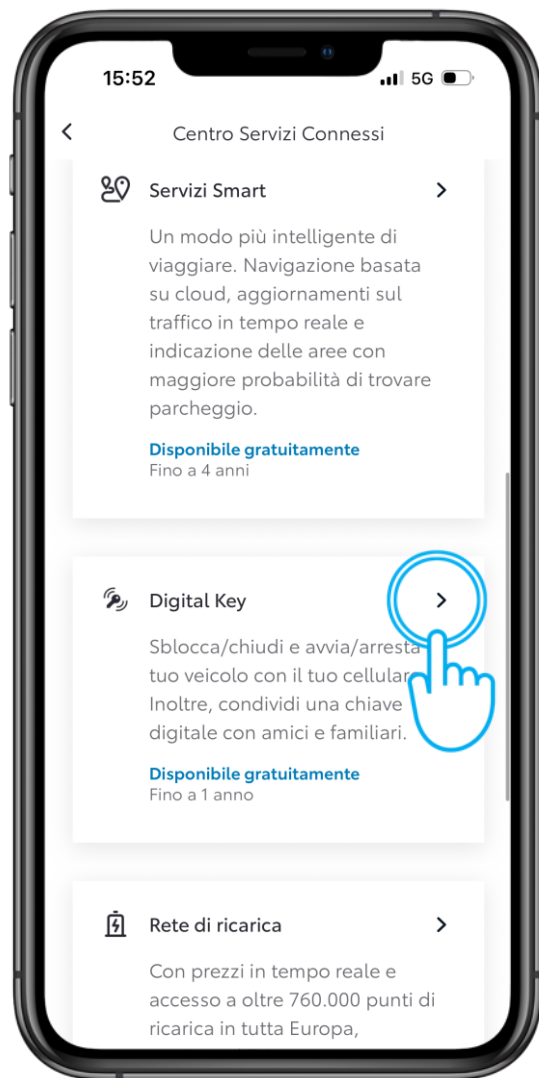 15:52
5G
Centro Servizi Connessi
Servizi Smart
Un modo più intelligente di
viaggiare. Navigazione basata
su cloud, aggiornamenti sul
traffico in tempo reale e
indicazione delle aree con
maggiore probabilità di trovare
parcheggio.
Disponibile gratuitamente
Fino a 4 anni
Digital Key
Sblocca/chiudi e avvia/arresta
tuo veicolo con il tuo cellulare
Inoltre, condividi una chiave
digitale con amici e familiari.
Disponibile gratuitamente
Fino a 1 anno
Rete di ricarica
Con prezzi in tempo reale e
accesso a oltre 760.000 punti di
ricarica in tutta Europa,